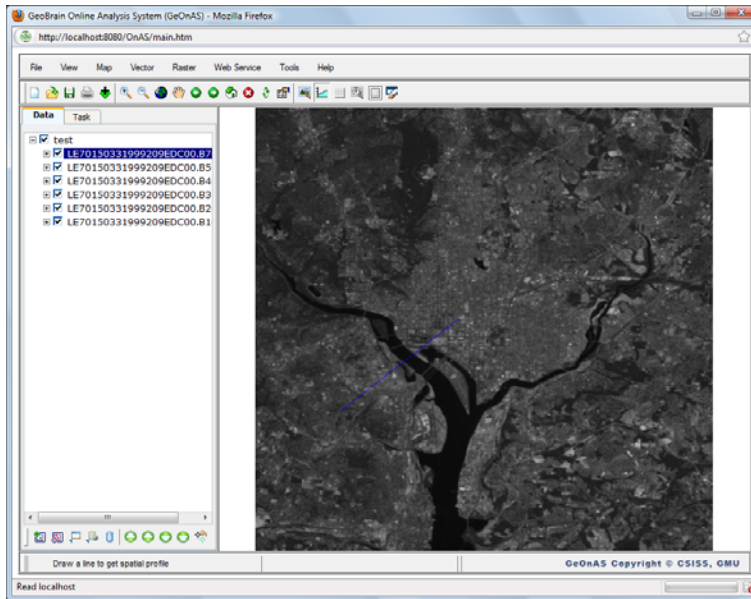 GeoBrain Online Analysis System (GeOnAS) - Mozilla Firefox
http://localhost:8080/OnAS/main.htm
File View Map Vector Raster Web Service Tools Help
Data Task
test
LE70150331999209EDC00.B7
LE70150331999209EDC00.B5
LE70150331999209EDC00.B4
LE70150331999209EDC00.B3
LE70150331999209EDC00.B2
LE70150331999209EDC00.B1
Draw a line to get spatial profile
GeOnAS Copyright © CSISS, GMU
Read localhost